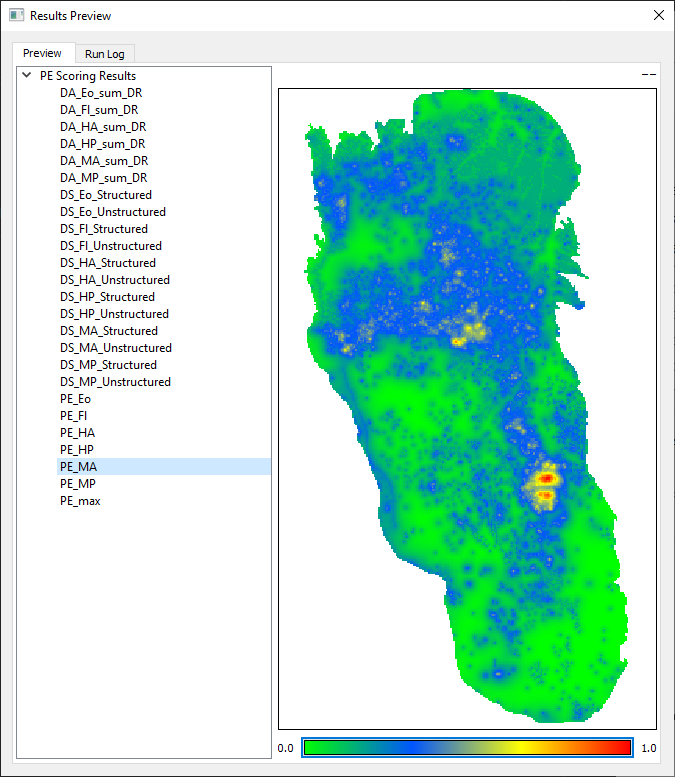 Results Preview
Preview
Run Log
PE Scoring Results
DA_Eo_sum_DR
DA_FI_sum_DR
DA_HA_sum_DR
DA_HP_sum_DR
DA_MA_sum_DR
DA_MP_sum_DR
DS_Eo_Structured
DS_Eo_Unstructured
DS_FI_Structured
DS_FI_Unstructured
DS_HA_Structured
DS_HA_Unstructured
DS_HP_Structured
DS_HP_Unstructured
DS_MA_Structured
DS_MA_Unstructured
DS_MP_Structured
DS_MP_Unstructured
PE_Eo
PE_FI
PE_HA
PE_HP
PE_MA
PE_MP
PE_max
--
0.0
1.0